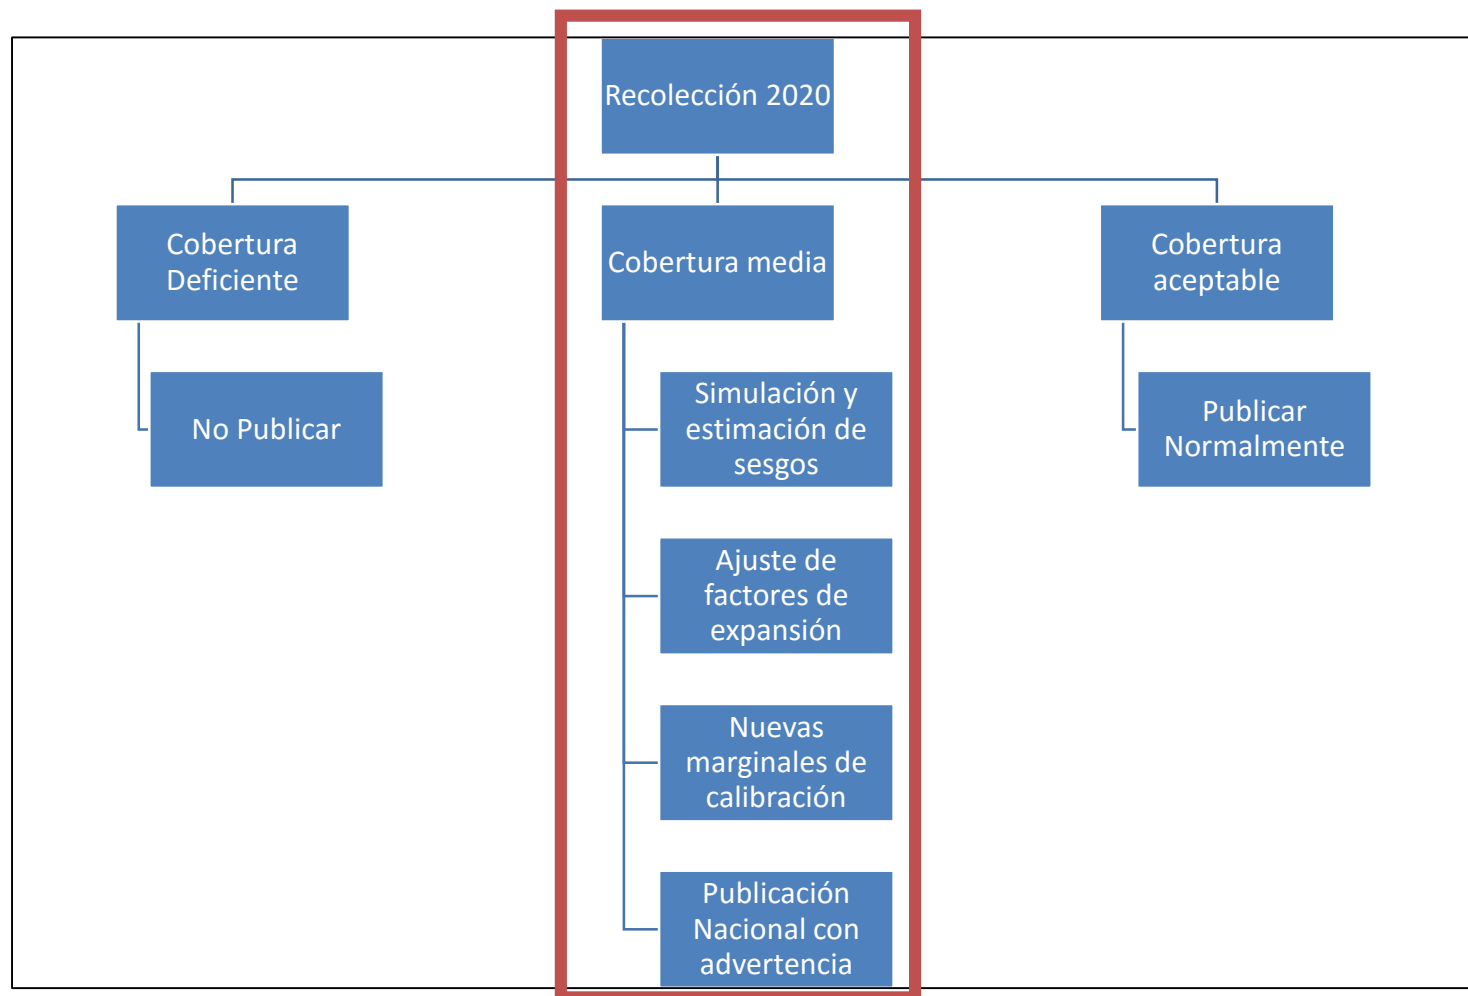 Recolección 2020
Cobertura
Deficiente
Cobertura media
Cobertura
aceptable
No Publicar
Simulación y
estimación de
sesgos
Publicar
Normalmente
Ajuste de
factores de
expansión
Nuevas
marginales de
calibración
Publicación
Nacional con
advertencia